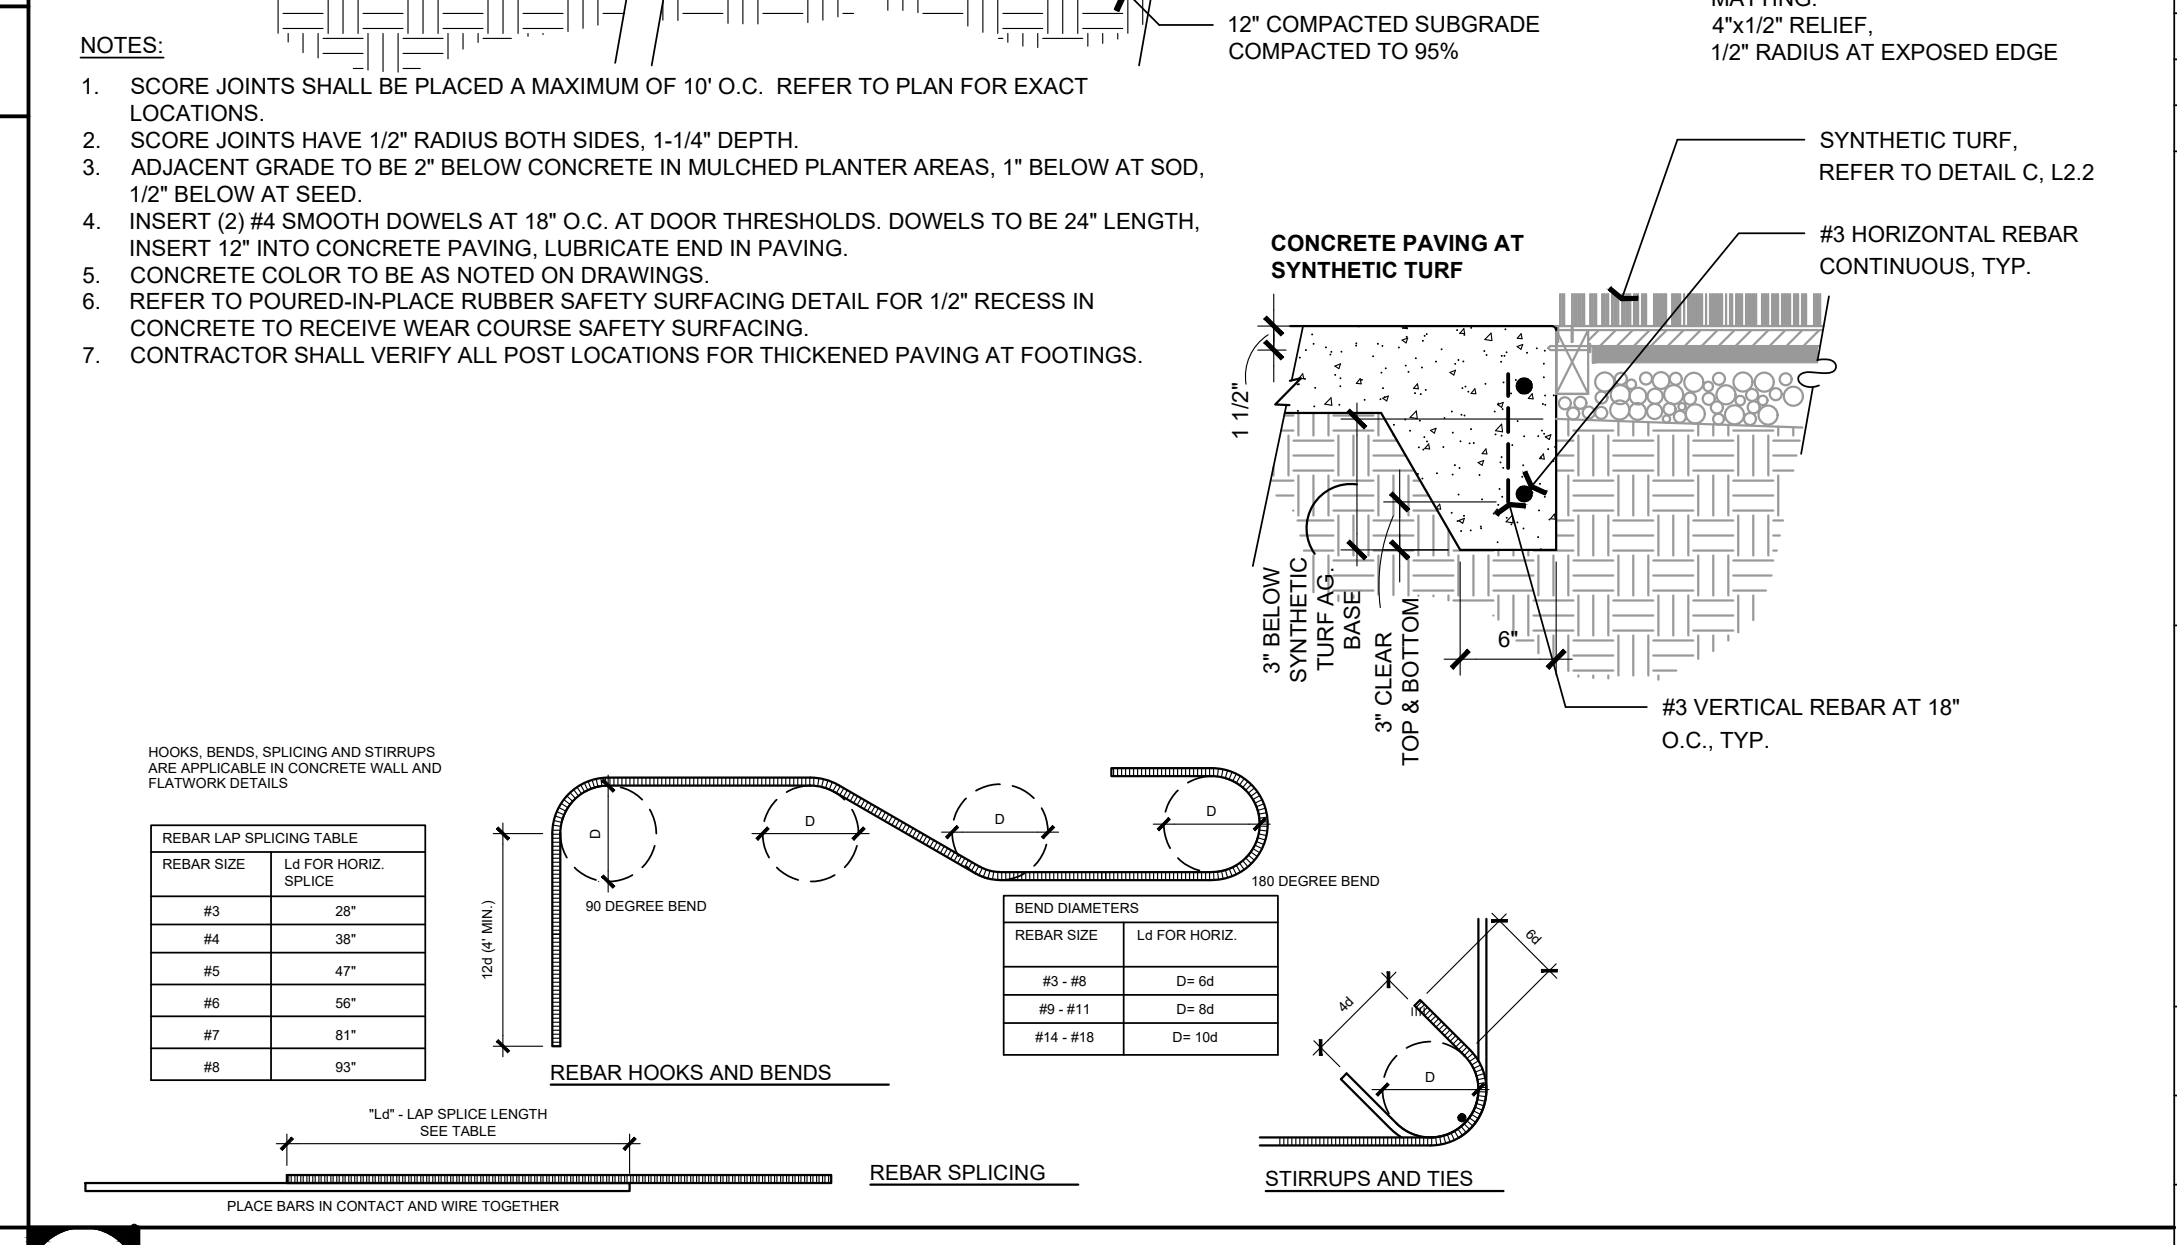 12" COMPACTED SUBGRADE
COMPACTED TO 95%
4"x1/2" RELIEF,
1/2" RADIUS AT EXPOSED EDGE
NOTES:
1. SCORE JOINTS SHALL BE PLACED A MAXIMUM OF 10' O.C. REFER TO PLAN FOR EXACT
LOCATIONS.
2. SCORE JOINTS HAVE 1/2" RADIUS BOTH SIDES, 1-1/4" DEPTH.
3. ADJACENT GRADE TO BE 2" BELOW CONCRETE IN MULCHED PLANTER AREAS, 1" BELOW AT SOD,
1/2" BELOW AT SEED.
4. INSERT (2) #4 SMOOTH DOWELS AT 18" O.C. AT DOOR THRESHOLDS. DOWELS TO BE 24" LENGTH,
INSERT 12" INTO CONCRETE PAVING, LUBRICATE END IN PAVING.
5. CONCRETE COLOR TO BE AS NOTED ON DRAWINGS.
6. REFER TO POURED-IN-PLACE RUBBER SAFETY SURFACING DETAIL FOR 1/2" RECESS IN
CONCRETE TO RECEIVE WEAR COURSE SAFETY SURFACING.
7. CONTRACTOR SHALL VERIFY ALL POST LOCATIONS FOR THICKENED PAVING AT FOOTINGS.
SYNTHETIC TURF,
REFER TO DETAIL C, L2.2
#3 HORIZONTAL REBAR
CONTINUOUS, TYP.
CONCRETE PAVING AT
SYNTHETIC TURF
1 1/2"
3" BELOW
SYNTHETIC
TURF AG.
BASE
3" CLEAR
TOP & BOTTOM
6"
#3 VERTICAL REBAR AT 18"
O.C., TYP.
HOOKS, BENDS, SPLICING AND STIRRUPS
ARE APPLICABLE IN CONCRETE WALL AND
FLATWORK DETAILS
REBAR LAP SPLICING TABLE
REBAR SIZE Ld FOR HORIZ.
SPLICE
#3 28"
#4 38"
#5 47"
#6 56"
#7 81"
#8 93"
12d (4' MIN.)
D
90 DEGREE BEND
D
D
D
180 DEGREE BEND
REBAR HOOKS AND BENDS
BEND DIAMETERS
REBAR SIZE Ld FOR HORIZ.
#3 - #8 D= 6d
#9 - #11 D= 8d
#14 - #18 D= 10d
6d
4d
D
STIRRUPS AND TIES
"Ld" - LAP SPLICE LENGTH
SEE TABLE
REBAR SPLICING
PLACE BARS IN CONTACT AND WIRE TOGETHER